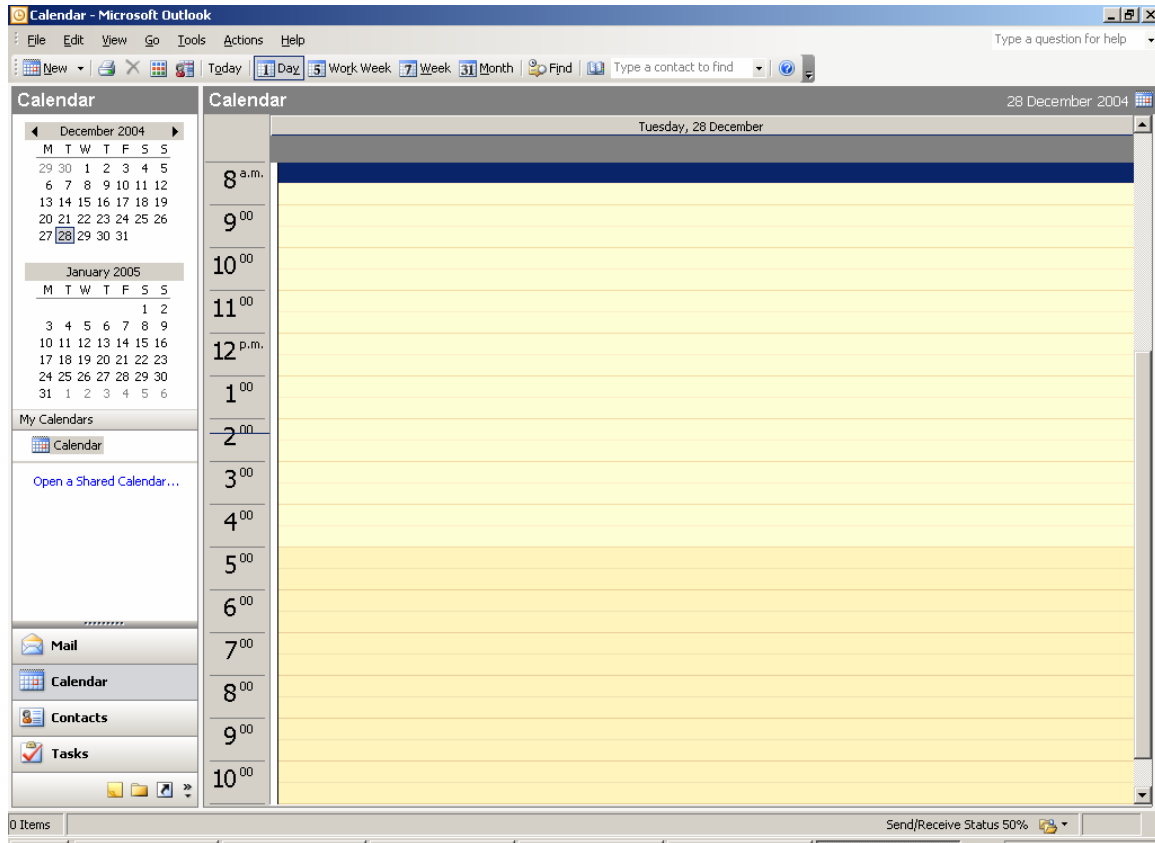 Calendar - Microsoft Outlook
File Edit View Go Tools Actions Help Type a question for help
New Today 1 Day 5 Work Week 7 Week 31 Month Find Type a contact to find
Calendar
December 2004
M T W T F S S
29 30 1 2 3 4 5
6 7 8 9 10 11 12
13 14 15 16 17 18 19
20 21 22 23 24 25 26
27 28 29 30 31
January 2005
M T W T F S S
1 2
3 4 5 6 7 8 9
10 11 12 13 14 15 16
17 18 19 20 21 22 23
24 25 26 27 28 29 30
31 1 2 3 4 5 6
My Calendars
Calendar
Open a Shared Calendar...
Mail
Calendar
Contacts
Tasks
Calendar 28 December 2004
Tuesday, 28 December
8 a.m.
9 00
10 00
11 00
12 p.m.
1 00
2 00
3 00
4 00
5 00
6 00
7 00
8 00
9 00
10 00
0 Items Send/Receive Status 50%